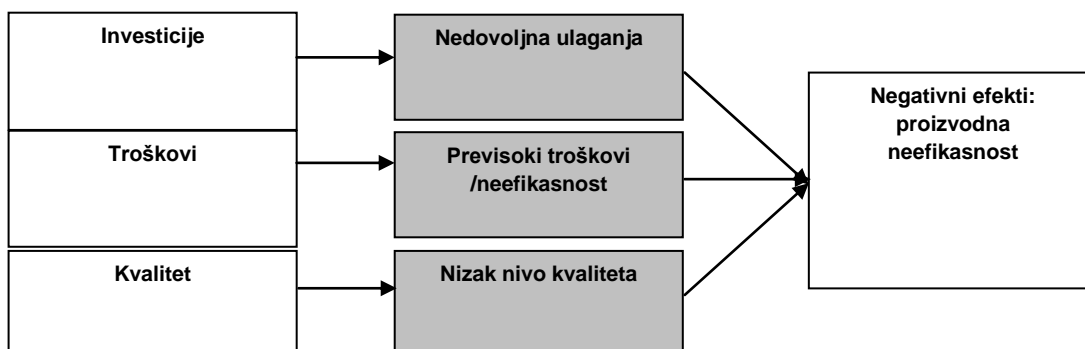 Investicije
Nedovoljna ulaganja
Negativni efekti:
proizvodna
neefikasnost
Troškovi
Previsoki troškovi
/neefikasnost
Kvalitet
Nizak nivo kvaliteta